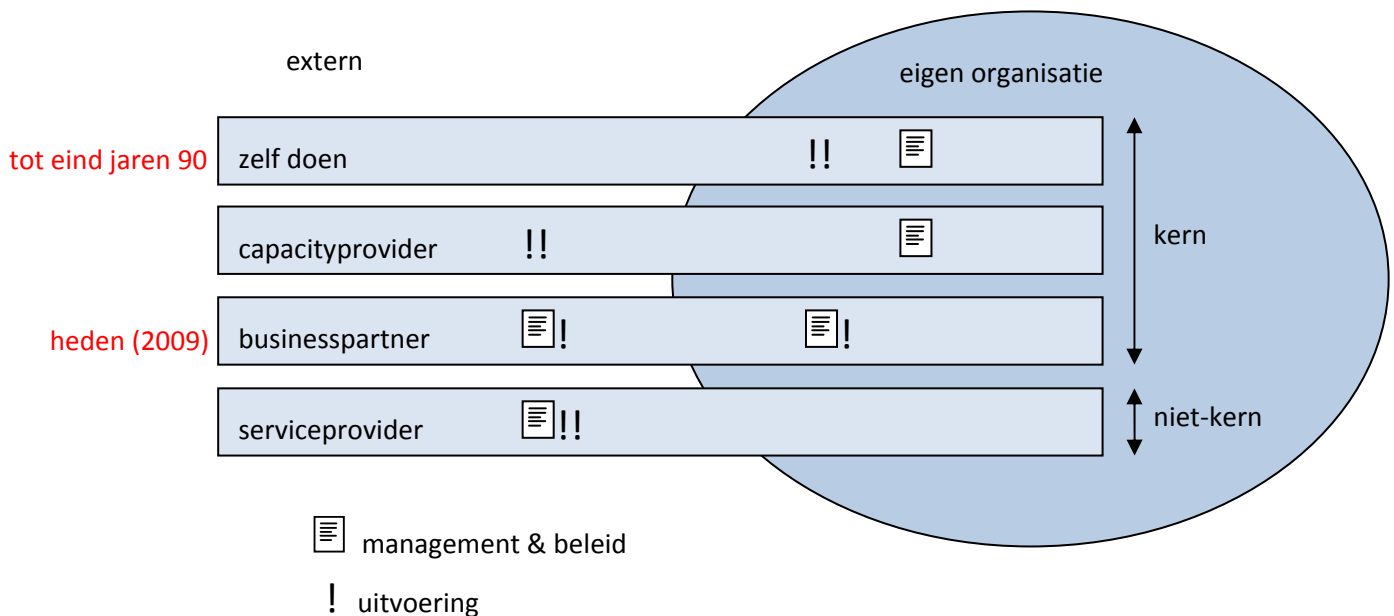 extern
eigen organisatie
tot eind jaren 90
zelf doen
!!
capacityprovider
!!
kern
heden (2009)
businesspartner
!
!
serviceprovider
!!
niet-kern
management & beleid
! uitvoering